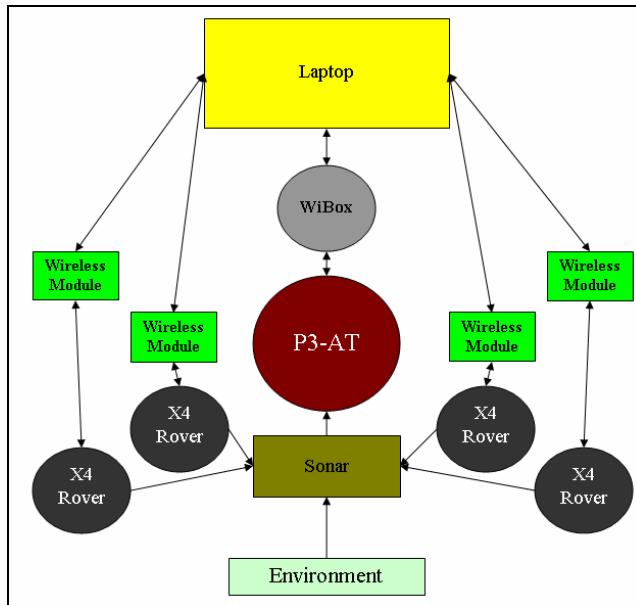 Laptop
WiBox
Wireless
Module
Wireless
Module
Wireless
Module
Wireless
Module
P3-AT
X4
Rover
X4
Rover
X4
Rover
X4
Rover
Sonar
Environment